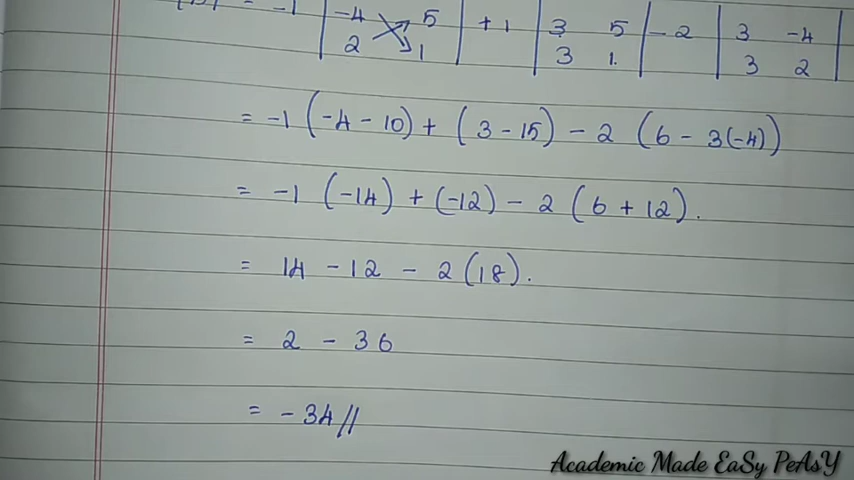 = -1 | -4 5 | +1 | 3 5 | - 2 | 3 -4 |
| 2 1 | | 3 1. | | 3 2 |
= -1 (-4 - 10) + (3 - 15) - 2 (6 - 3(-4))
= -1 (-14) + (-12) - 2 (6 + 12).
= 14 - 12 - 2 (18).
= 2 - 36
= - 34//
Academic Made EaSy PeAsY